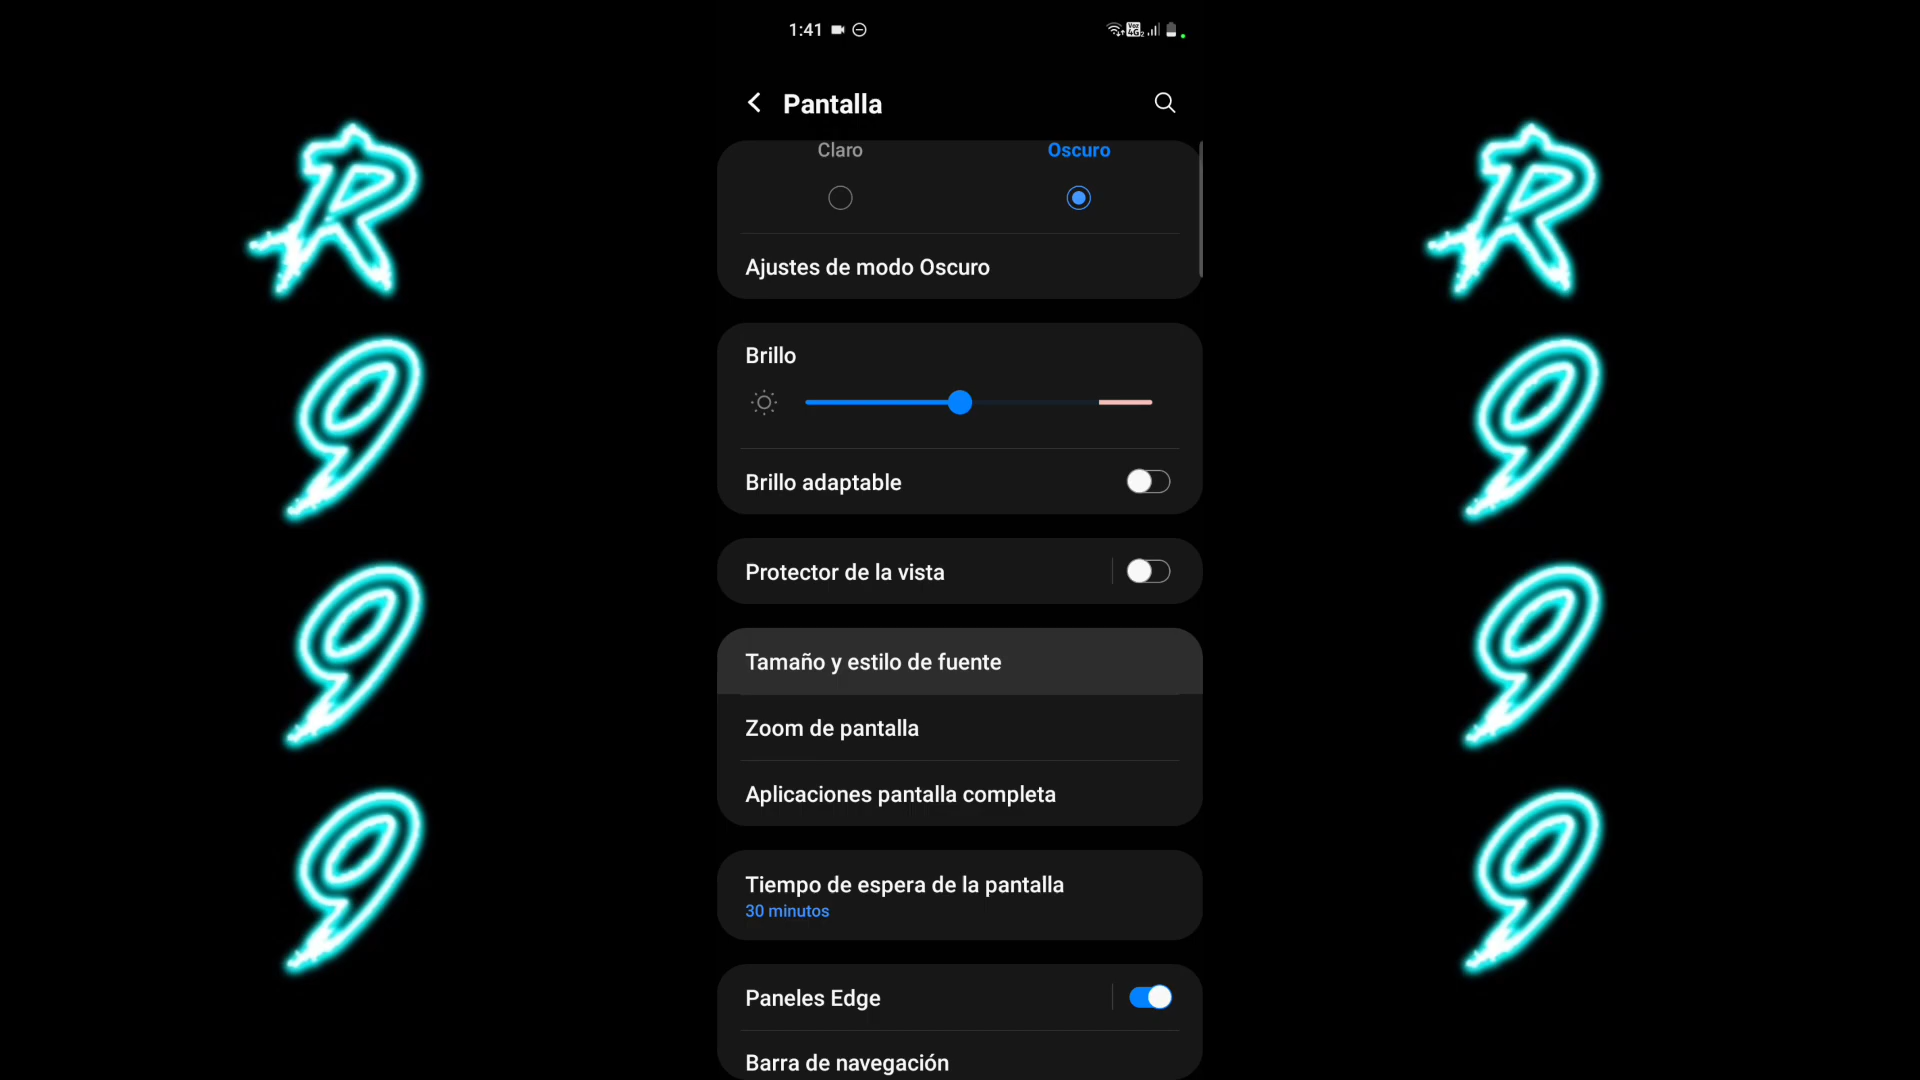 1:41
Pantalla
Claro
Oscuro
Ajustes de modo Oscuro
Brillo
Brillo adaptable
Protector de la vista
Tamaño y estilo de fuente
Zoom de pantalla
Aplicaciones pantalla completa
Tiempo de espera de la pantalla
30 minutos
Paneles Edge
Barra de navegación
R
9
9
9
R
9
9
9